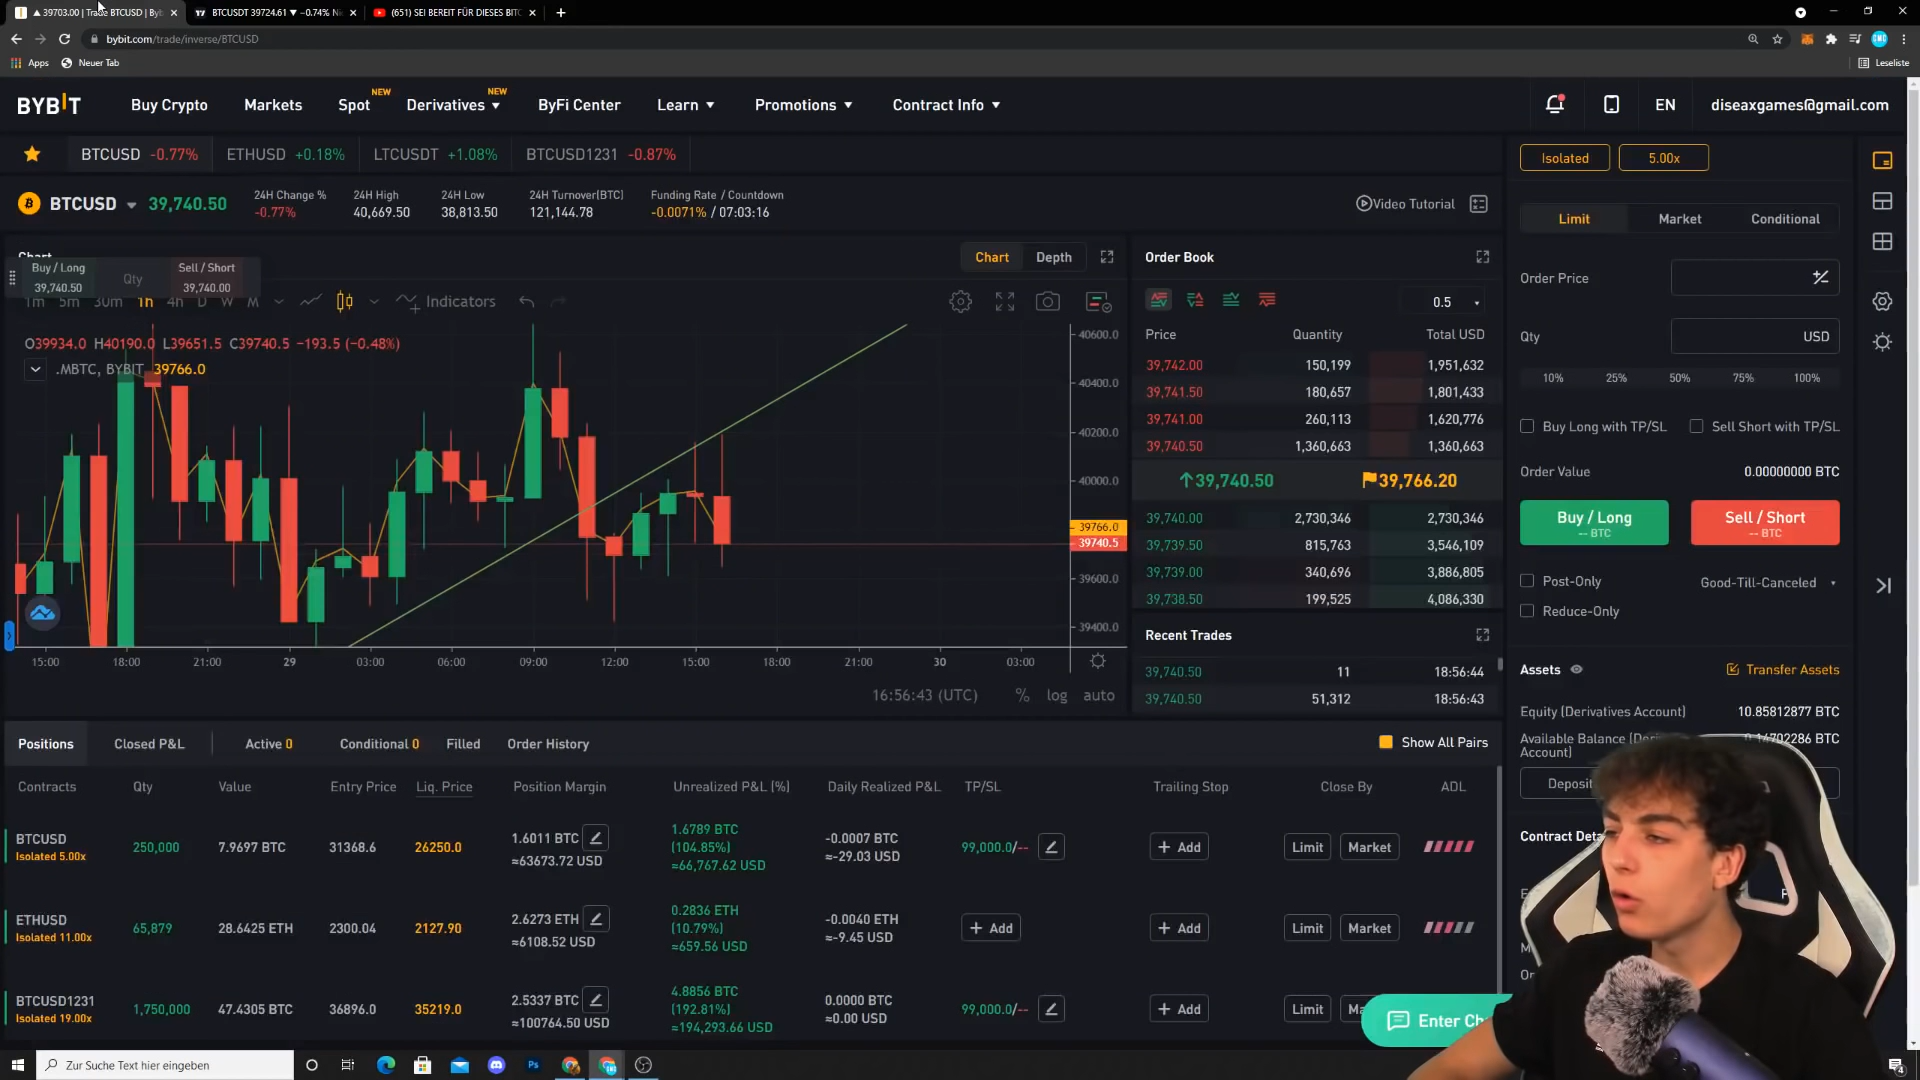 ▲ 39703.00 | Trade BTCUSD | Byb
BTCUSDT 39724.61 ▼ −0.74% Ni
(651) SEI BEREIT FÜR DIESES BITC
bybit.com/trade/inverse/BTCUSD
Apps
Neuer Tab
Leseliste
BYBIT
Buy Crypto
Markets
Spot
NEW
Derivatives
NEW
ByFi Center
Learn
Promotions
Contract Info
EN
diseaxgames@gmail.com
BTCUSD -0.77%
ETHUSD +0.18%
LTCUSDT +1.08%
BTCUSD1231 -0.87%
BTCUSD
39,740.50
24H Change %
-0.77%
24H High
40,669.50
24H Low
38,813.50
24H Turnover(BTC)
121,144.78
Funding Rate / Countdown
-0.0071% / 07:03:16
Video Tutorial
Chart
Chart
Depth
Buy / Long
39,740.50
Qty
Sell / Short
39,740.00
1m 5m 30m 1h 4h D W M
Indicators
O39934.0 H40190.0 L39651.5 C39740.5 −193.5 (−0.48%)
.MBTC, BYBIT 39766.0
40600.0
40400.0
40200.0
40000.0
39766.0
39740.5
39600.0
39400.0
15:00 18:00 21:00 29 03:00 06:00 09:00 12:00 15:00 18:00 21:00 30 03:00
16:56:43 (UTC) % log auto
Order Book
0.5
Price Quantity Total USD
39,742.00 150,199 1,951,632
39,741.50 180,657 1,801,433
39,741.00 260,113 1,620,776
39,740.50 1,360,663 1,360,663
39,740.50 39,766.20
39,740.00 2,730,346 2,730,346
39,739.50 815,763 3,546,109
39,739.00 340,696 3,886,805
39,738.50 199,525 4,086,330
Recent Trades
39,740.50 11 18:56:44
39,740.50 51,312 18:56:43
Isolated
5.00x
Limit
Market
Conditional
Order Price
Qty
USD
10% 25% 50% 75% 100%
Buy Long with TP/SL
Sell Short with TP/SL
Order Value
0.00000000 BTC
Buy / Long
-- BTC
Sell / Short
-- BTC
Post-Only
Good-Till-Canceled
Reduce-Only
Assets
Transfer Assets
Equity (Derivatives Account)
10.85812877 BTC
Available Balance (Deri
Account)
0.14702286 BTC
Deposit
Contract Deta
Positions
Closed P&L
Active 0
Conditional 0
Filled
Order History
Show All Pairs
Contracts Qty Value Entry Price Liq. Price Position Margin Unrealized P&L (%) Daily Realized P&L TP/SL Trailing Stop Close By ADL
BTCUSD
Isolated 5.00x
250,000
7.9697 BTC
31368.6
26250.0
1.6011 BTC
≈63673.72 USD
1.6789 BTC
(104.85%)
≈66,767.62 USD
-0.0007 BTC
≈-29.03 USD
99,000.0/--
+ Add
Limit
Market
ETHUSD
Isolated 11.00x
65,879
28.6425 ETH
2300.04
2127.90
2.6273 ETH
≈6108.52 USD
0.2836 ETH
(10.79%)
≈659.56 USD
-0.0040 ETH
≈-9.45 USD
+ Add
+ Add
Limit
Market
BTCUSD1231
Isolated 19.00x
1,750,000
47.4305 BTC
36896.0
35219.0
2.5337 BTC
≈100764.50 USD
4.8856 BTC
(192.81%)
≈194,293.66 USD
0.0000 BTC
≈0.00 USD
99,000.0/--
+ Add
Limit
Ma
Enter Ch
Zur Suche Text hier eingeben
Ps
4